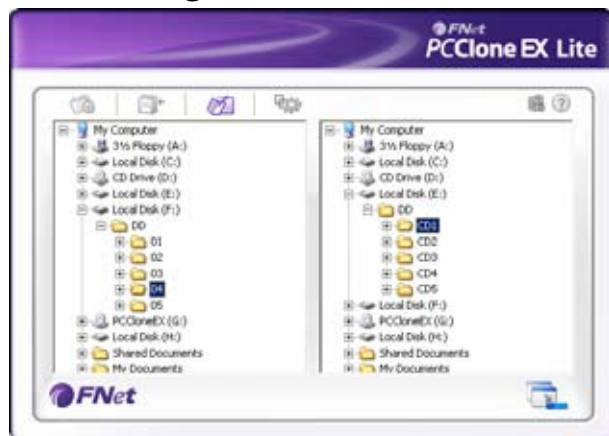 FNet
PCClone EX Lite
My Computer
3½ Floppy (A:)
Local Disk (C:)
CD Drive (D:)
Local Disk (E:)
Local Disk (F:)
DD
01
02
03
04
05
PCCloneEX (G:)
Local Disk (H:)
Shared Documents
My Documents
My Computer
3½ Floppy (A:)
Local Disk (C:)
CD Drive (D:)
Local Disk (E:)
DD
CD1
CD2
CD3
CD4
CD5
Local Disk (F:)
PCCloneEX (G:)
Local Disk (H:)
Shared Documents
My Documents
FNet